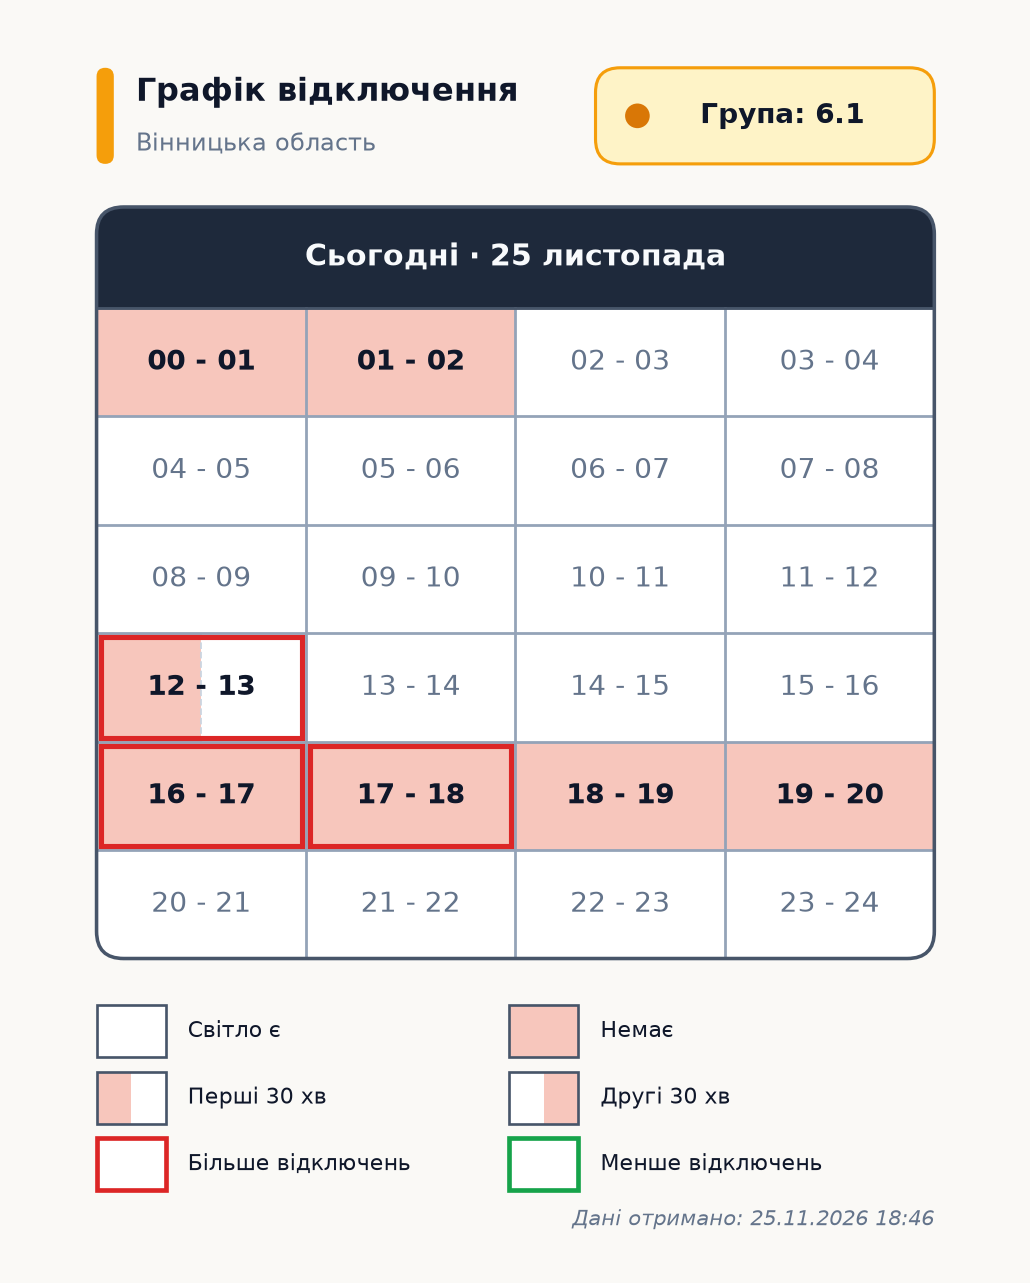 Графік відключення
Вінницька область
Група: 6.1
Сьогодні · 25 листопада
00 - 01 01 - 02 02 - 03 03 - 04
04 - 05 05 - 06 06 - 07 07 - 08
08 - 09 09 - 10 10 - 11 11 - 12
12 - 13 13 - 14 14 - 15 15 - 16
16 - 17 17 - 18 18 - 19 19 - 20
20 - 21 21 - 22 22 - 23 23 - 24
Світло є Немає
Перші 30 хв Другі 30 хв
Більше відключень Менше відключень
Дані отримано: 25.11.2026 18:46